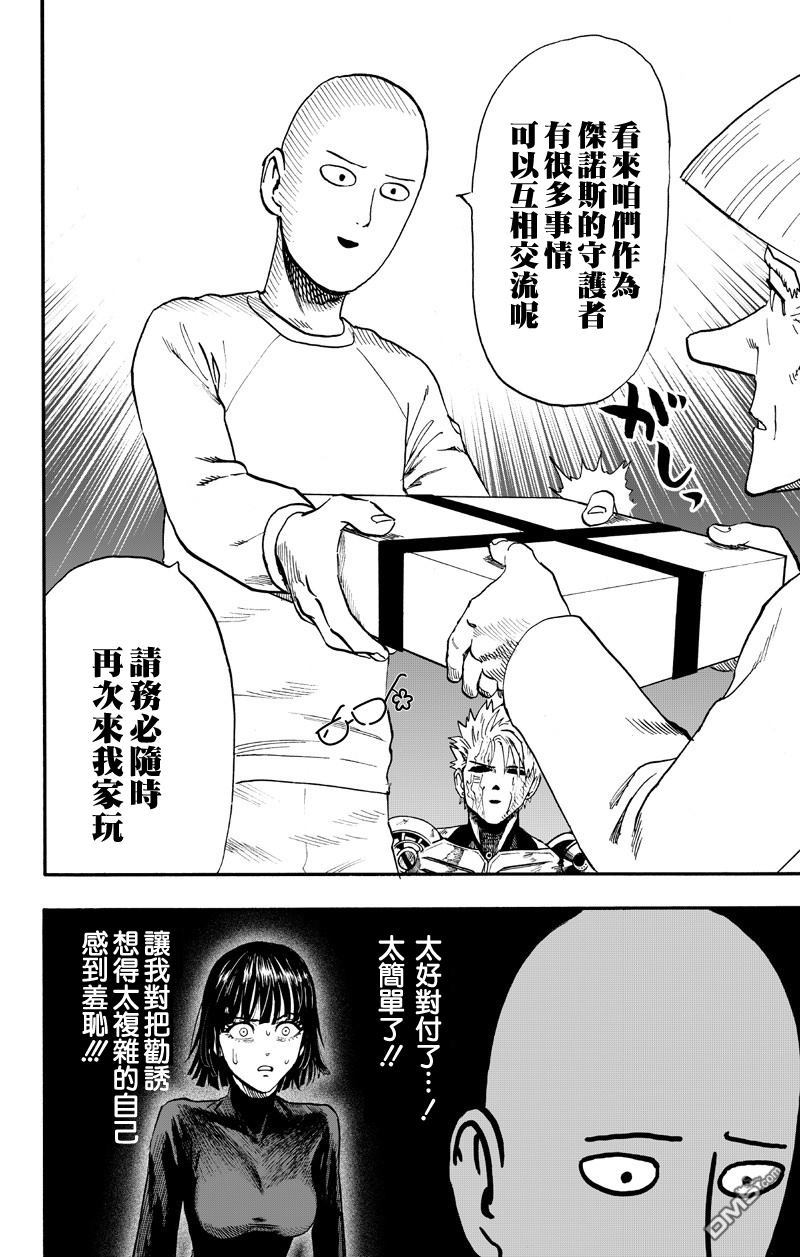 看來咱們作為
傑諾斯的守護者
有很多事情
可以互相交流呢
がしっ
請務必隨時
再次來我家玩
太好對付了…!
太簡單了!!
讓我對把勸誘
想得太複雜的自己
感到羞恥!!!
DM5